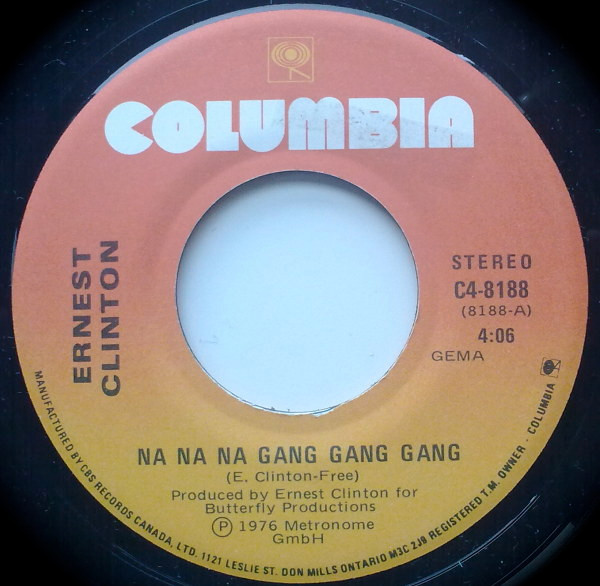 COLUMBIA
ERNEST
CLINTON
STEREO
C4-8188
(8188-A)
4:06
GEMA
NA NA NA GANG GANG GANG
(E. Clinton-Free)
Produced by Ernest Clinton for
Butterfly Productions
Ⓟ 1976 Metronome
GmbH
MANUFACTURED BY CBS RECORDS CANADA, LTD. 1121 LESLIE ST. DON MILLS ONTARIO M3C 2J9 REGISTERED T.M. OWNER - COLUMBIA